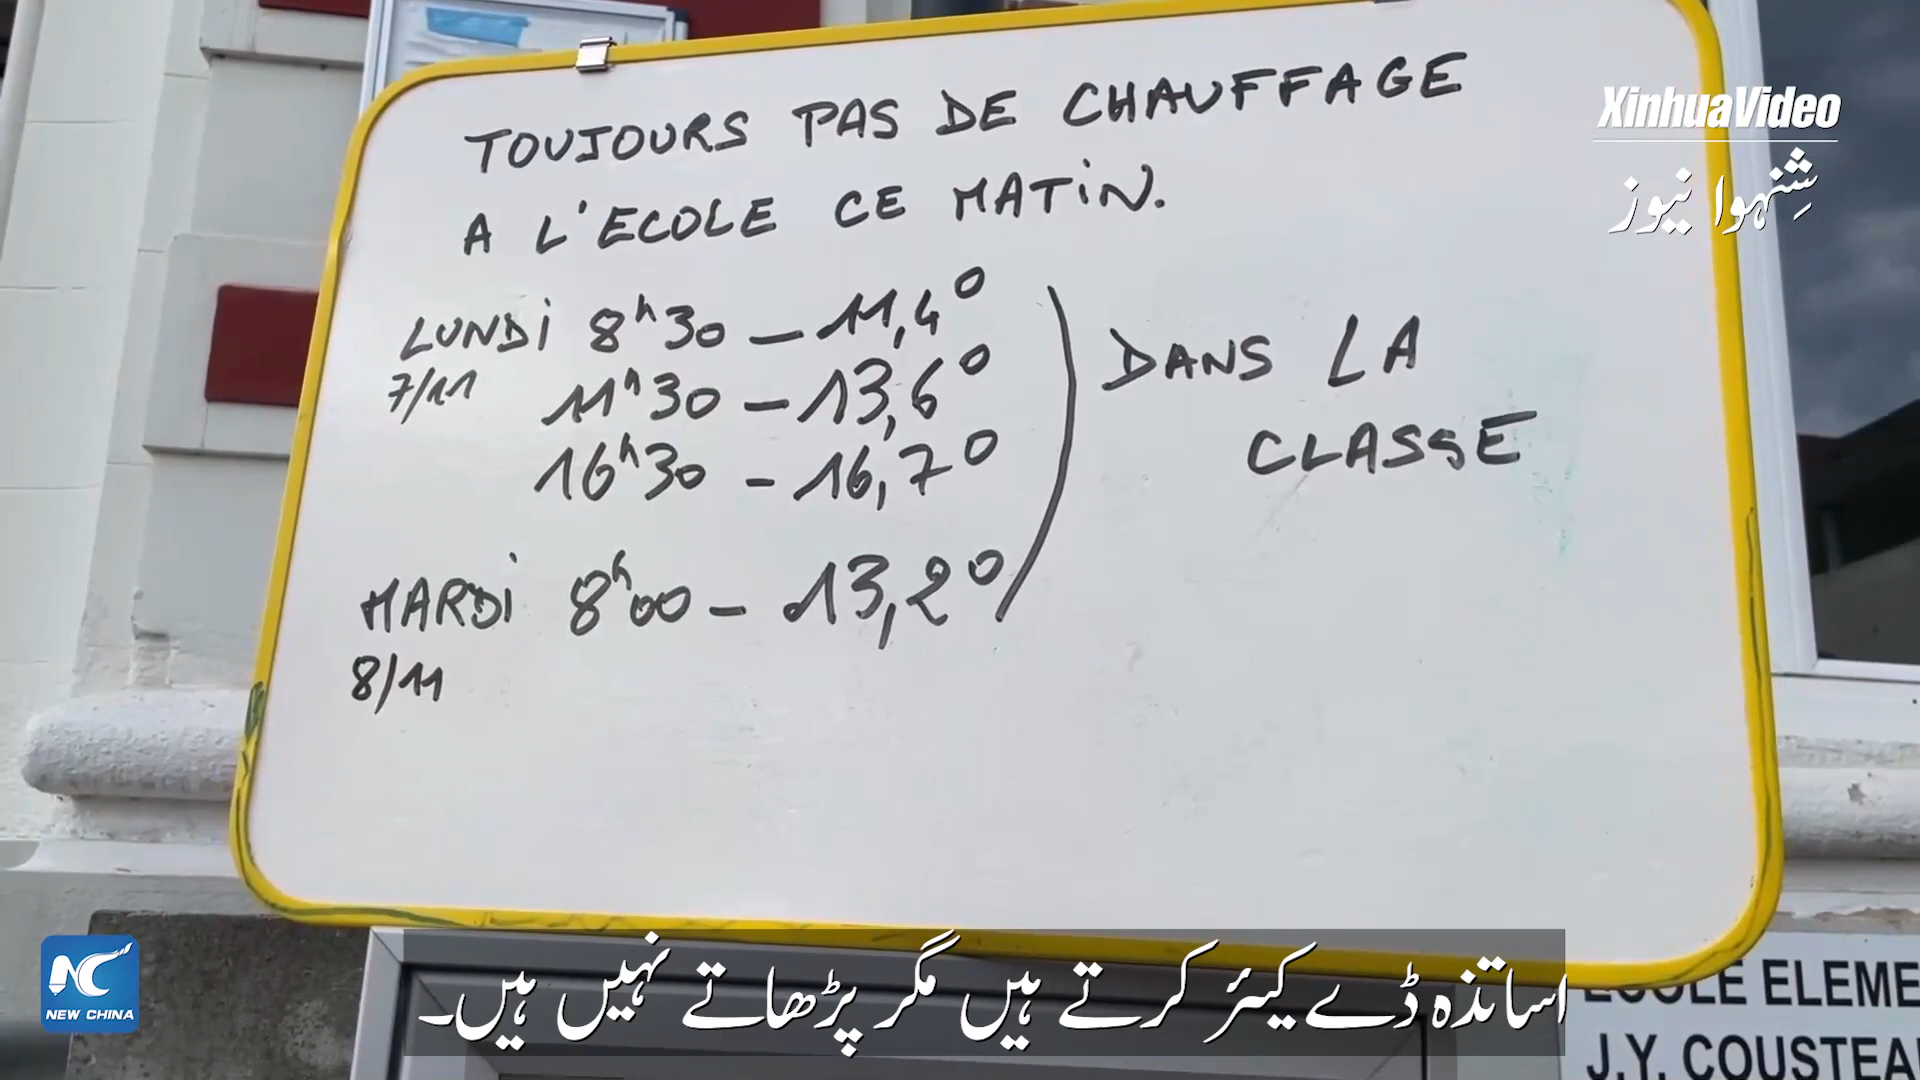 TOUJOURS PAS DE CHAUFFAGE
A L'ECOLE CE MATIN.
LUNDI 8h30 - 11,4°
7/11
11h30 - 13,6°
16h30 - 16,7°
DANS LA
CLASSE
MARDI 8h00 - 13,2°
8/11
XinhuaVideo
شِنہوا نیوز
NEW CHINA
اساتذہ ڈے کیئر کرتے ہیں مگر پڑھاتے نہیں ہیں۔
ECOLE ELEME
J.Y. COUSTEA